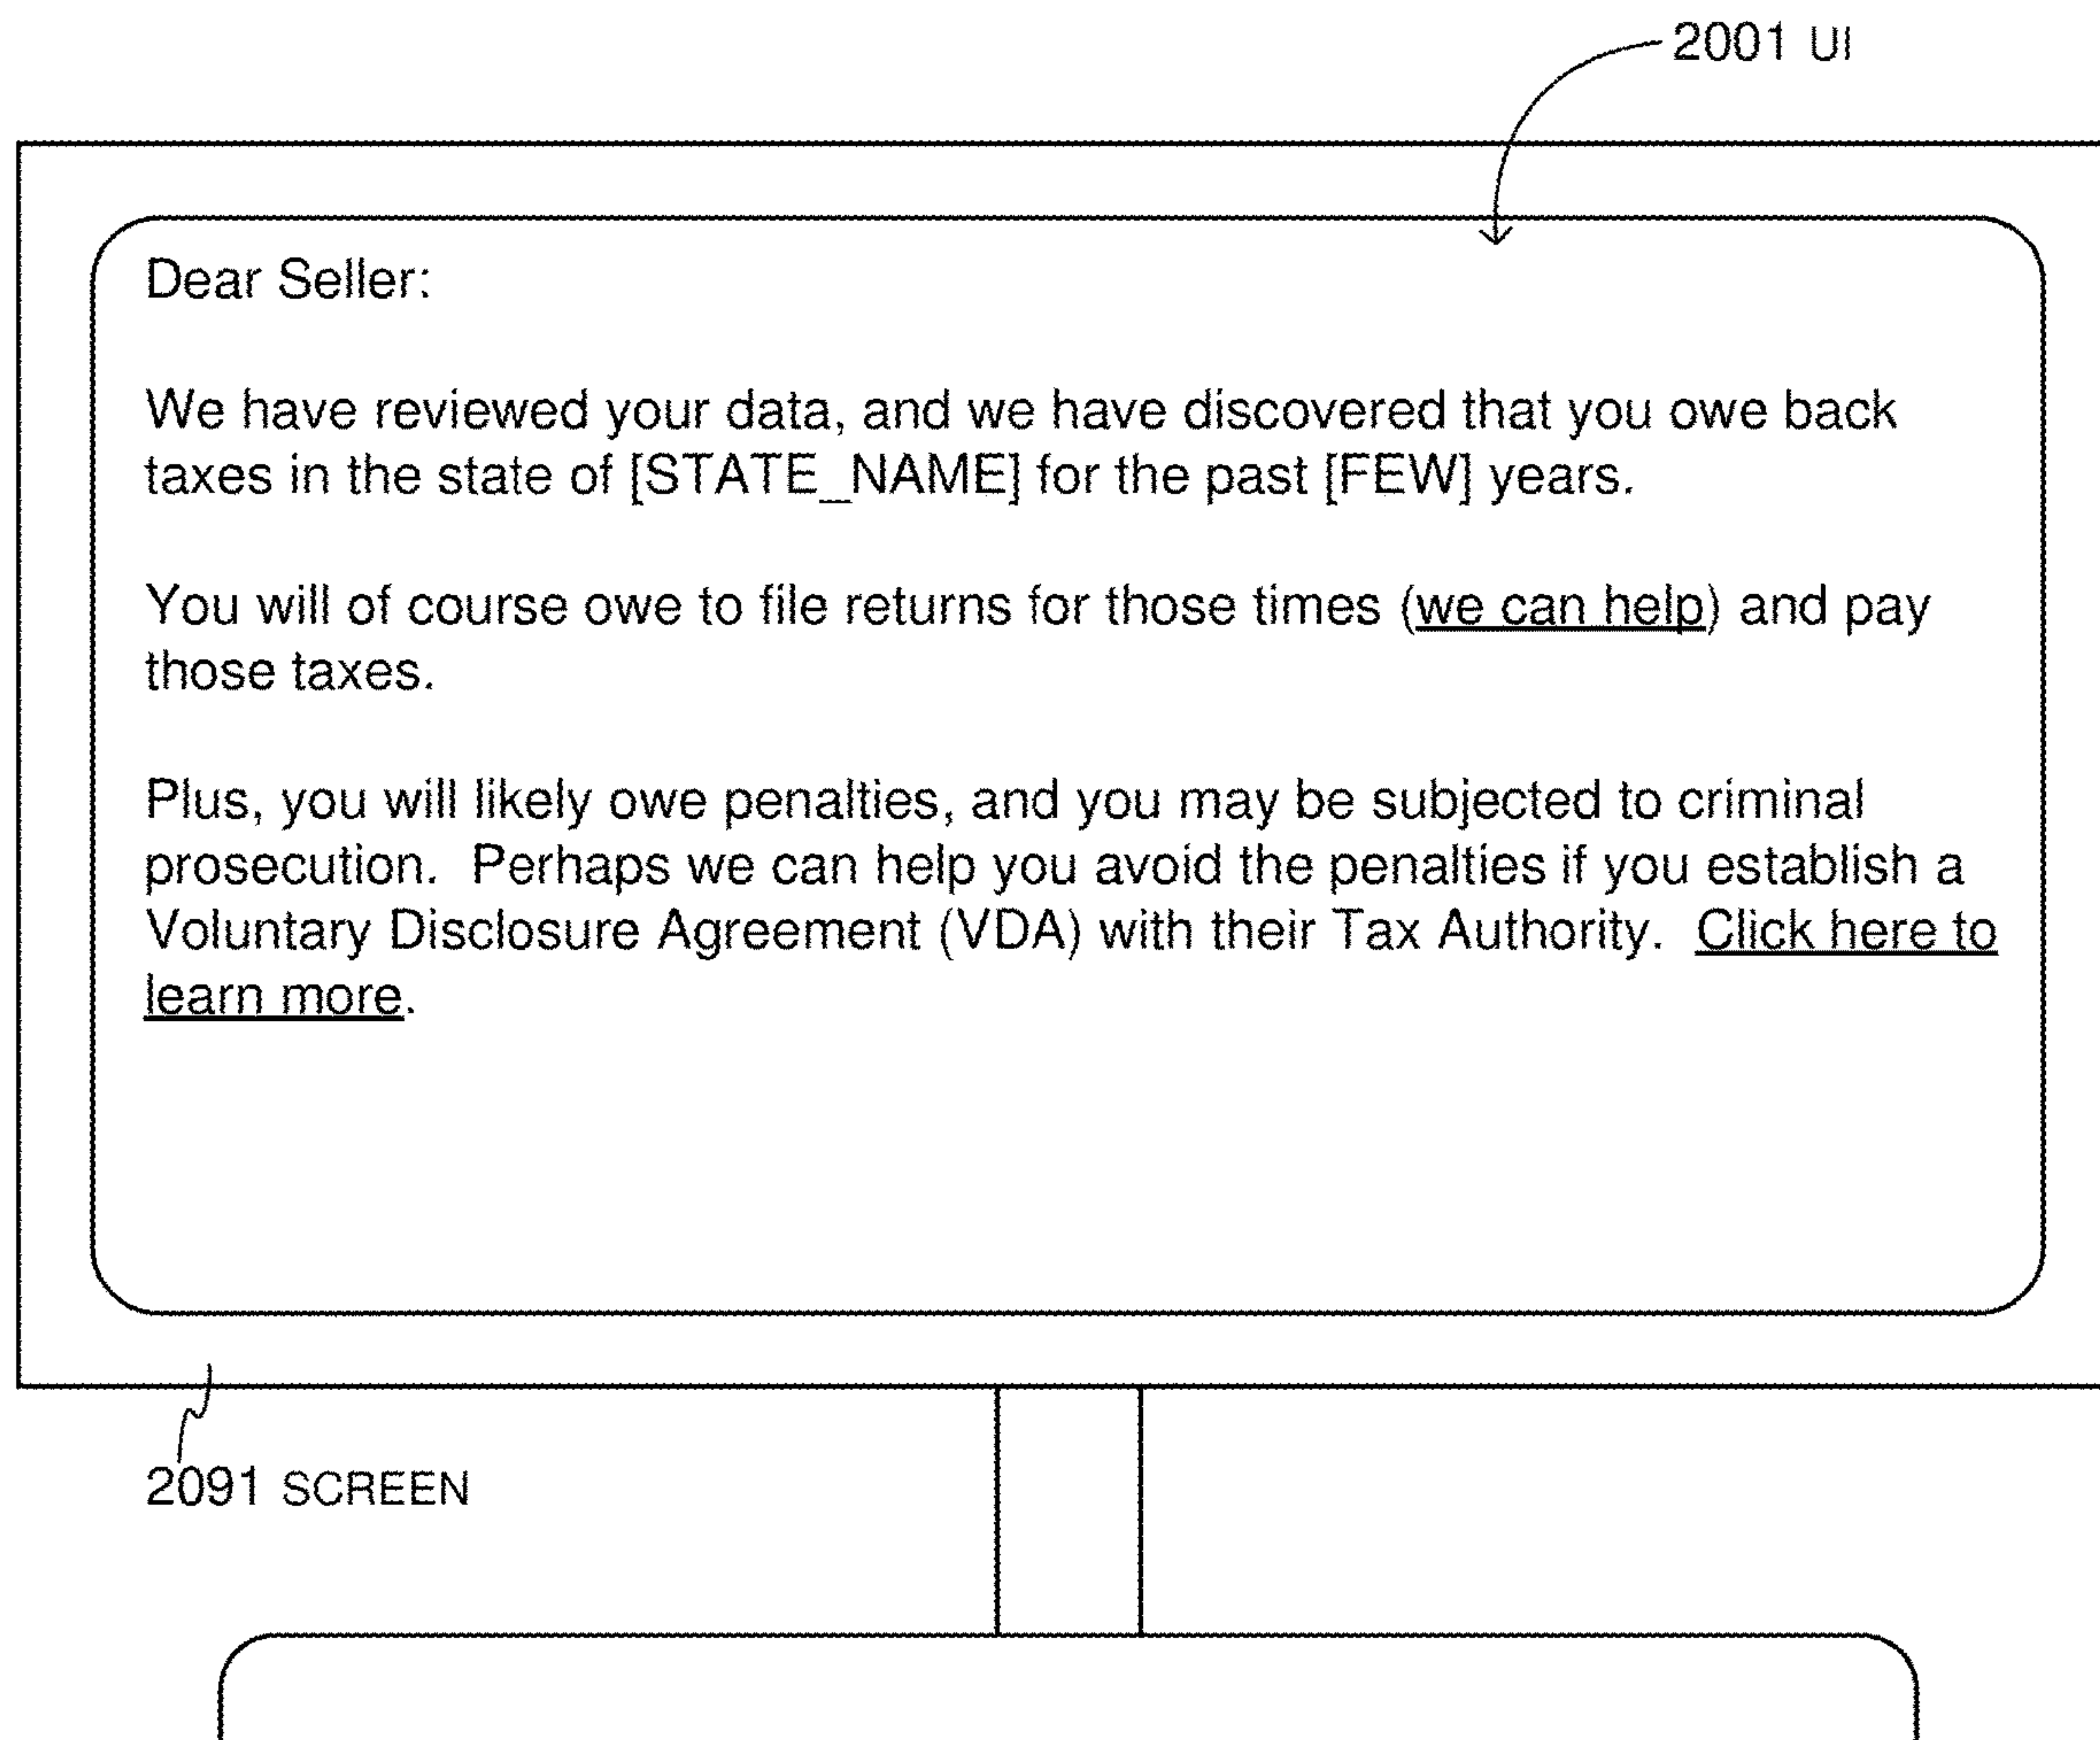 2001 UI
Dear Seller:
We have reviewed your data, and we have discovered that you owe back
taxes in the state of [STATE_NAME] for the past [FEW] years.
You will of course owe to file returns for those times (we can help) and pay
those taxes.
Plus, you will likely owe penalties, and you may be subjected to criminal
prosecution.  Perhaps we can help you avoid the penalties if you establish a
Voluntary Disclosure Agreement (VDA) with their Tax Authority.  Click here to
learn more.
2091 SCREEN